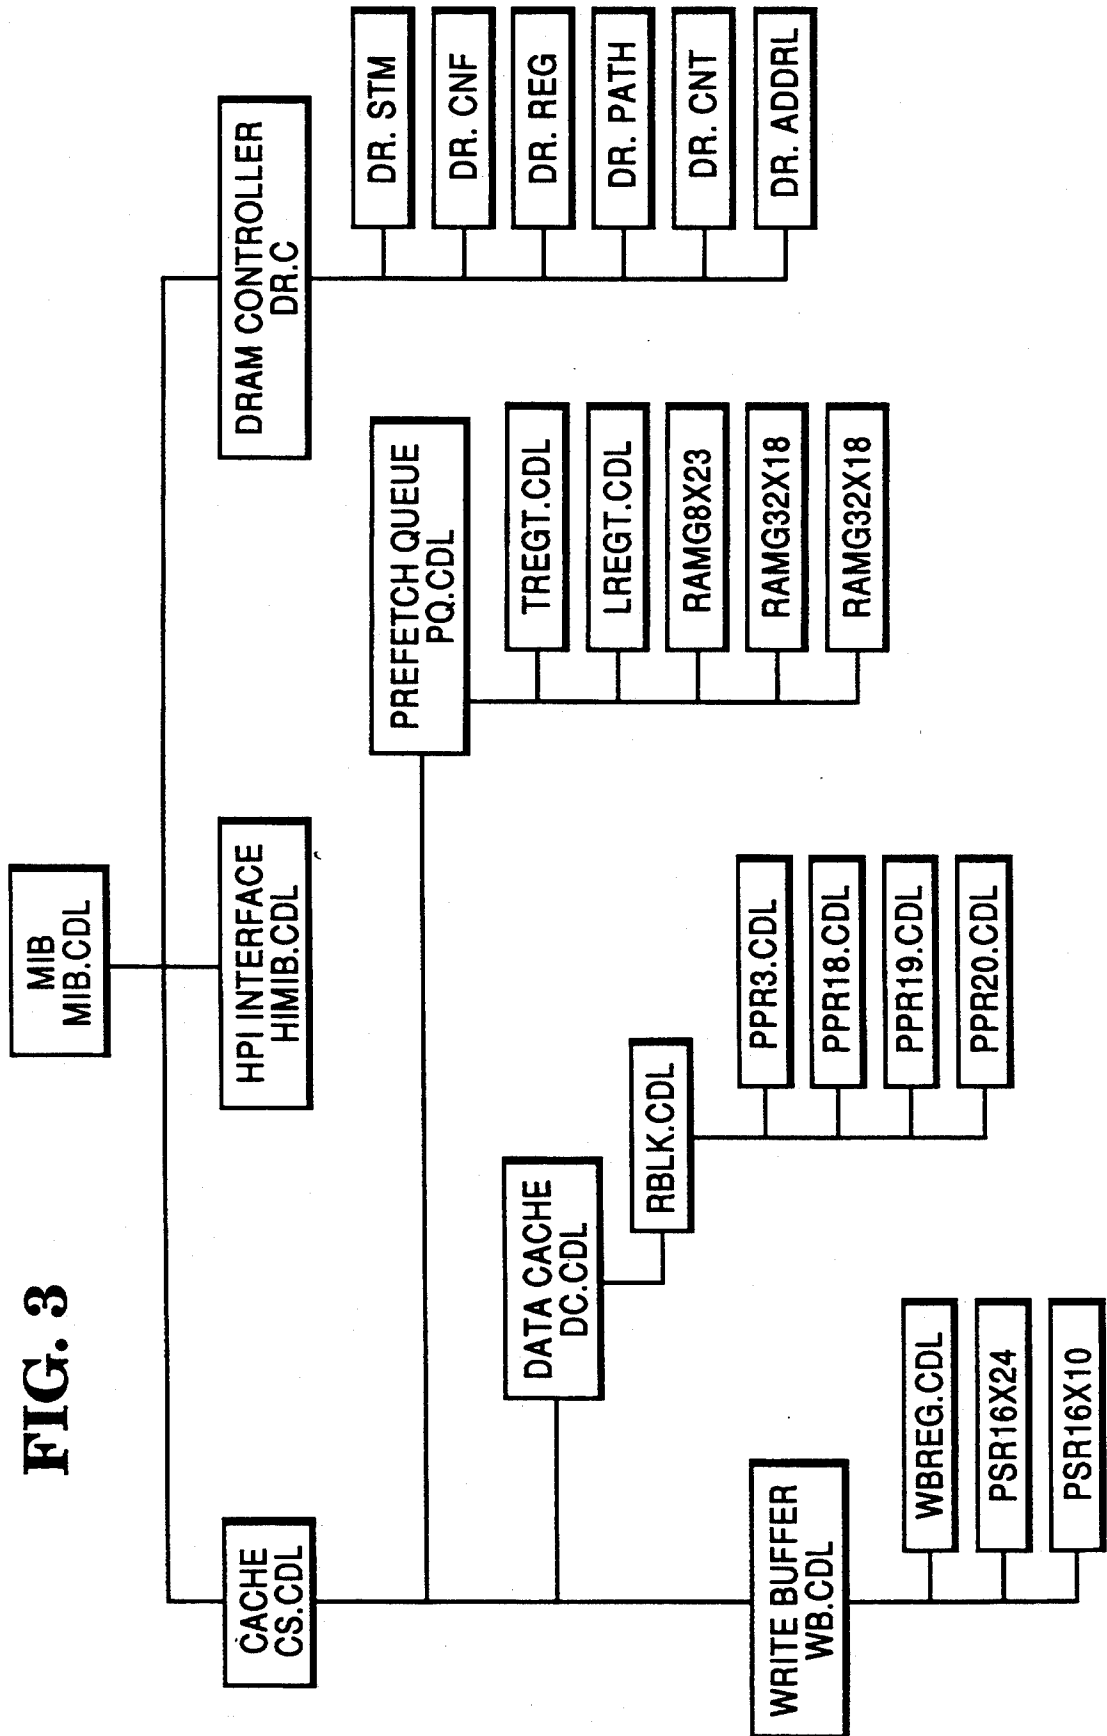 FIG. 3
MIB
MIB.CDL
CACHE
CS.CDL
HPI INTERFACE
HIMIB.CDL
DRAM CONTROLLER
DR.C
DR. STM
DR. CNF
DR. REG
DR. PATH
DR. CNT
DR. ADDRL
PREFETCH QUEUE
PQ.CDL
TREGT.CDL
LREGT.CDL
RAMG8X23
RAMG32X18
RAMG32X18
DATA CACHE
DC.CDL
RBLK.CDL
PPR3.CDL
PPR18.CDL
PPR19.CDL
PPR20.CDL
WRITE BUFFER
WB.CDL
WBREG.CDL
PSR16X24
PSR16X10